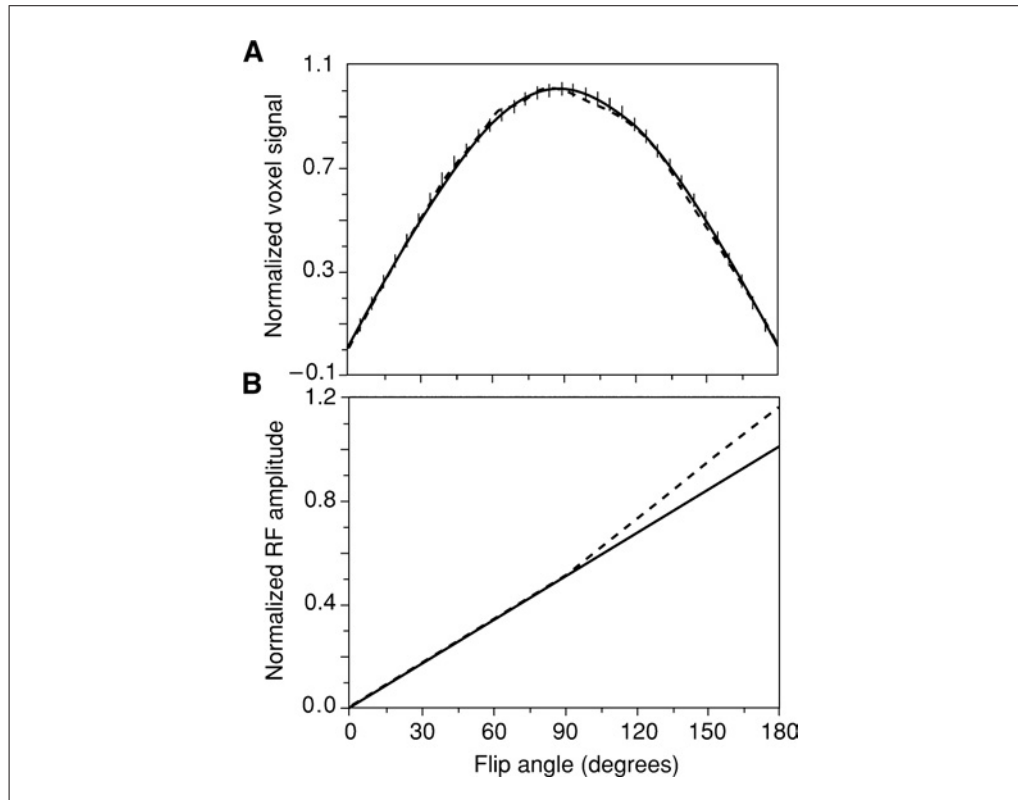 A
1.1
0.7
0.3
−0.1
Normalized voxel signal
B
1.2
0.8
0.4
0.0
Normalized RF amplitude
0 30 60 90 120 150 180
Flip angle (degrees)